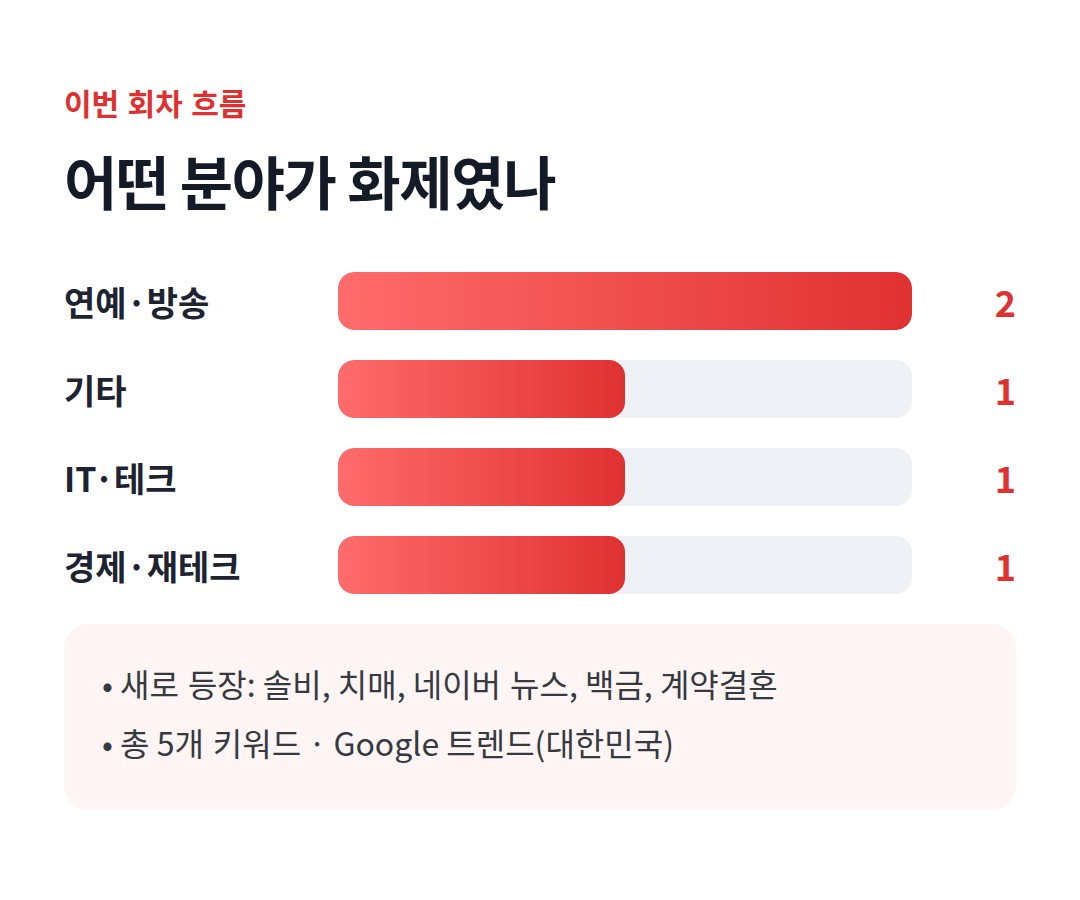 이번 회차 흐름
어떤 분야가 화제였나
연예·방송 2
기타 1
IT·테크 1
경제·재테크 1
• 새로 등장: 솔비, 치매, 네이버 뉴스, 백금, 계약결혼
• 총 5개 키워드 · Google 트렌드(대한민국)